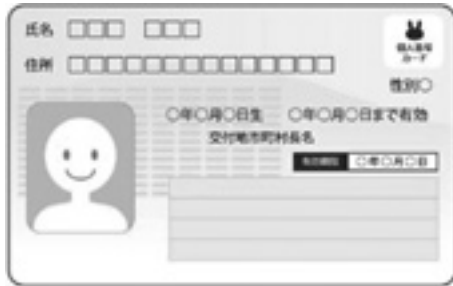 氏名 □□□ □□□
個人番号
カード
住所 □□□□□□□□□□□□□□
性別○
○年○月○日生 ○年○月○日まで有効
交付地市町村長名
○年○月○日